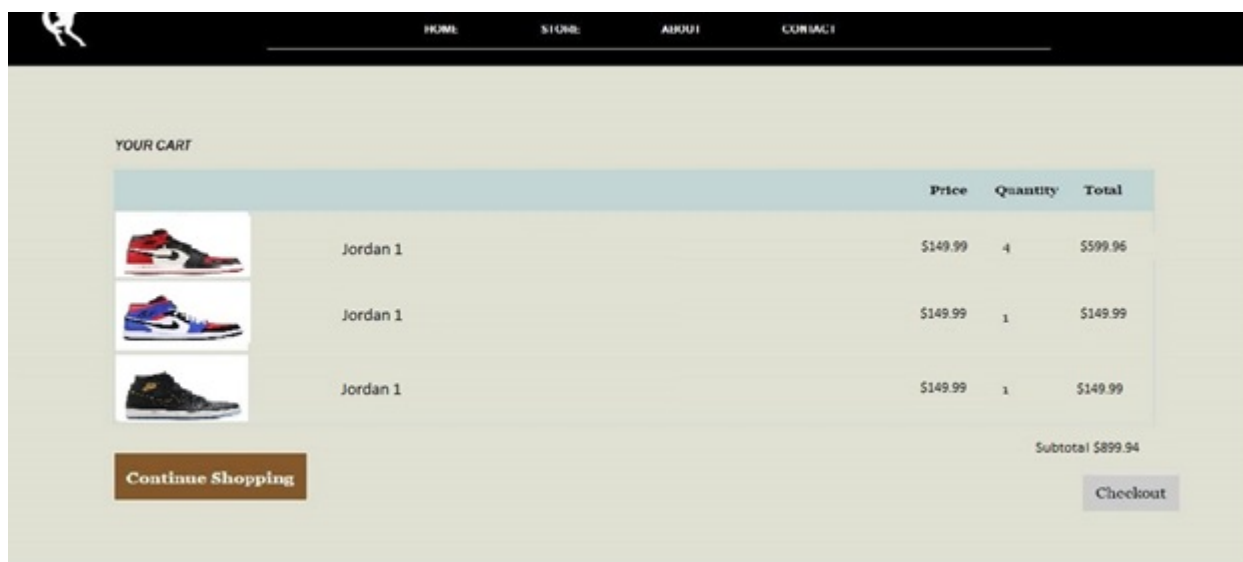 HOME STORE ABOUT CONTACT
YOUR CART
Price Quantity Total
Jordan 1 $149.99 4 $599.96
Jordan 1 $149.99 1 $149.99
Jordan 1 $149.99 1 $149.99
Subtotal $899.94
Continue Shopping
Checkout